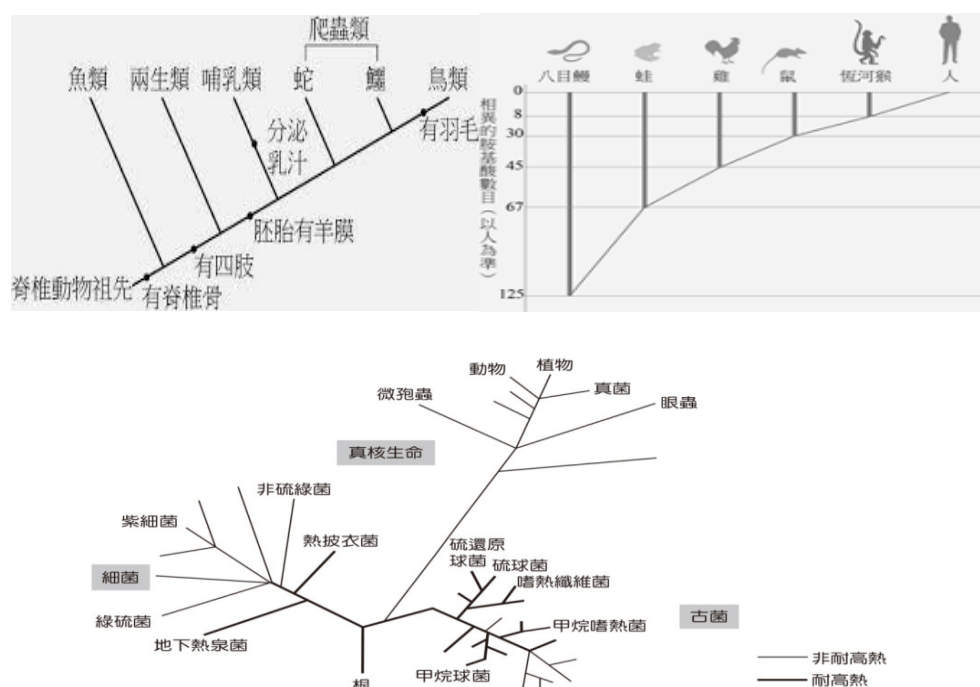 爬蟲類
魚類
兩生類
哺乳類
蛇
鱷
鳥類
分泌
乳汁
有羽毛
胚胎有羊膜
有四肢
脊椎動物祖先
有脊椎骨
八目鰻
蛙
雞
鼠
恆河猴
人
相異的胺基酸數目（以人為準）
0
8
30
45
67
125
動物
植物
真菌
微孢蟲
眼蟲
真核生命
非硫綠菌
紫細菌
熱披衣菌
硫還原
球菌
硫球菌
嗜熱纖維菌
細菌
古菌
綠硫菌
地下熱泉菌
甲烷嗜熱菌
甲烷球菌
非耐高熱
耐高熱
根